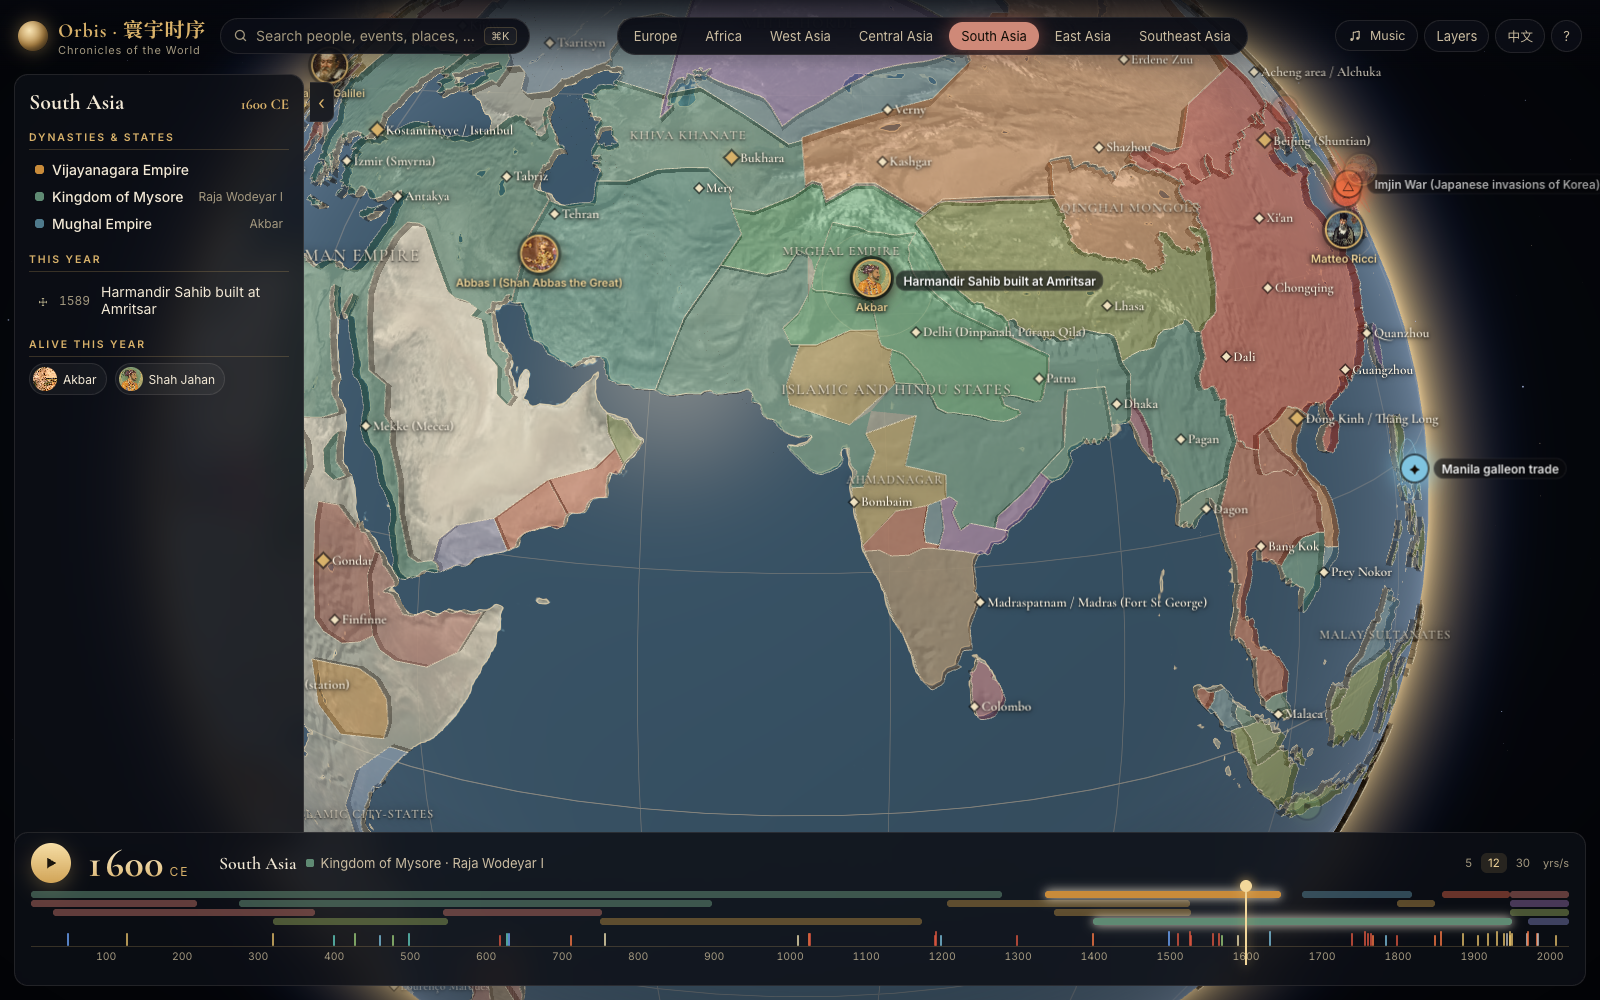 Orbis · 寰宇时序
Chronicles of the World
Search people, events, places, ...
⌘K
Europe
Africa
West Asia
Central Asia
South Asia
East Asia
Southeast Asia
Music
Layers
中文
?
South Asia
1600 CE
DYNASTIES & STATES
Vijayanagara Empire
Kingdom of Mysore Raja Wodeyar I
Mughal Empire Akbar
THIS YEAR
1589 Harmandir Sahib built at
Amritsar
ALIVE THIS YEAR
Akbar
Shah Jahan
Tsaritsyn
Erdene Zuu
Acheng area / Alchuka
Galilei
Verny
Kostantiniyye / Istanbul
KHIVA KHANATE
Beijing (Shuntian)
Izmir (Smyrna)
Bukhara
Kashgar
Shazhou
Tabriz
Merv
Imjin War (Japanese invasions of Korea)
Antakya
Tehran
QINGHAI MONGOLS
Xi'an
MAN EMPIRE
MUGHAL EMPIRE
Matteo Ricci
Abbas I (Shah Abbas the Great)
Harmandir Sahib built at Amritsar
Akbar
Lhasa
Chongqing
Delhi (Dinpanah, Purana Qila)
Quanzhou
Dali
Guangzhou
Patna
ISLAMIC AND HINDU STATES
Dhaka
Mekke (Mecca)
Dong Kinh / Thang Long
Pagan
Manila galleon trade
AHMADNAGAR
Bombaim
Dagon
Gondar
Bang Kok
Prey Nokor
Madraspatnam / Madras (Fort St George)
Finfinne
MALAY SULTANATES
(station)
Colombo
Malaca
LAMIC CITY-STATES
1600 CE
South Asia
Kingdom of Mysore · Raja Wodeyar I
5 12 30 yrs/s
100 200 300 400 500 600 700 800 900 1000 1100 1200 1300 1400 1500 1600 1700 1800 1900 2000
Lourenço Marques